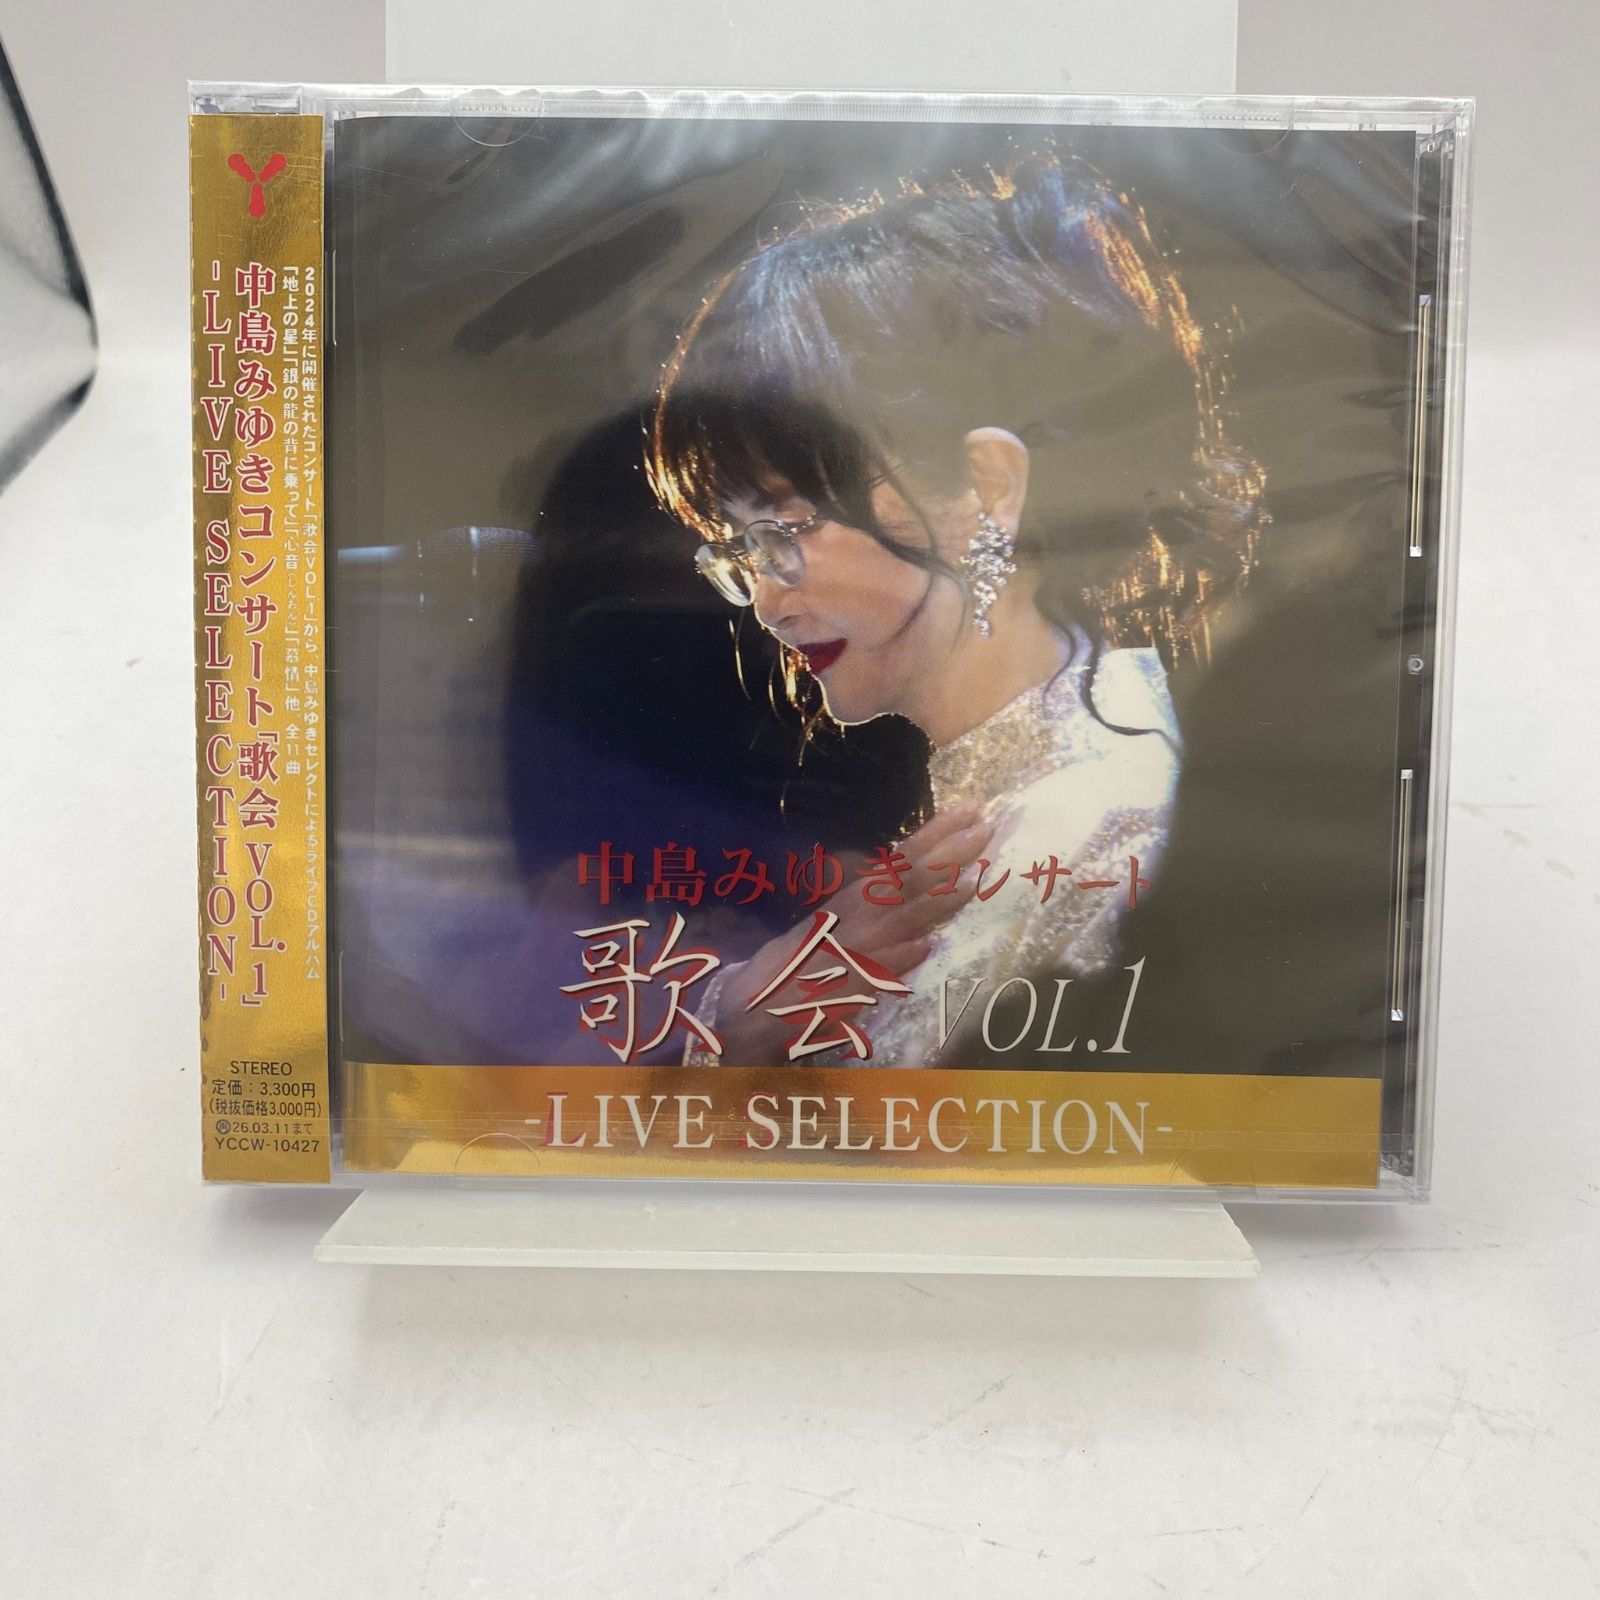 中島みゆきコンサート「歌会 VOL.1」
-LIVE SELECTION-
2024年に開催されたコンサート「歌会VOL.1」から、中島みゆきセレクトによるライブCDアルバム
「地上の星」「銀の龍の背に乗って」「心音(しんおん)」「慕情」他、全11曲
STEREO
定価:3,300円
(税抜価格3,000円)
㋐26.03.11まで
YCCW-10427
中島みゆきコンサート
歌会 VOL.1
-LIVE SELECTION-